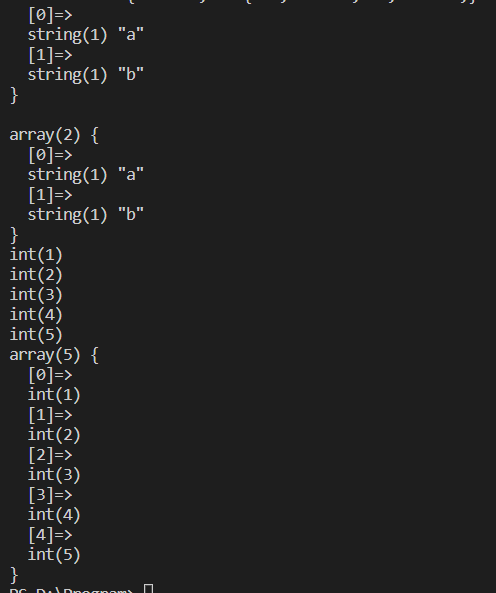 [0]=>
  string(1) "a"
  [1]=>
  string(1) "b"
}

array(2) {
  [0]=>
  string(1) "a"
  [1]=>
  string(1) "b"
}
int(1)
int(2)
int(3)
int(4)
int(5)
array(5) {
  [0]=>
  int(1)
  [1]=>
  int(2)
  [2]=>
  int(3)
  [3]=>
  int(4)
  [4]=>
  int(5)
}
PS D:\Program>